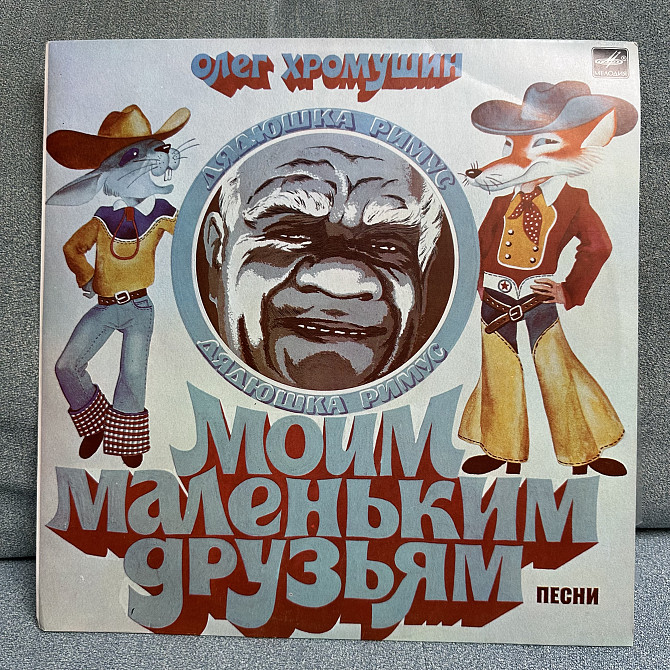 Олег Хромушин
МЕЛОДИЯ
ДЯДЮШКА РИМУС
ДЯДЮШКА РИМУС
Моим
маленьким
друзьям
ПЕСНИ